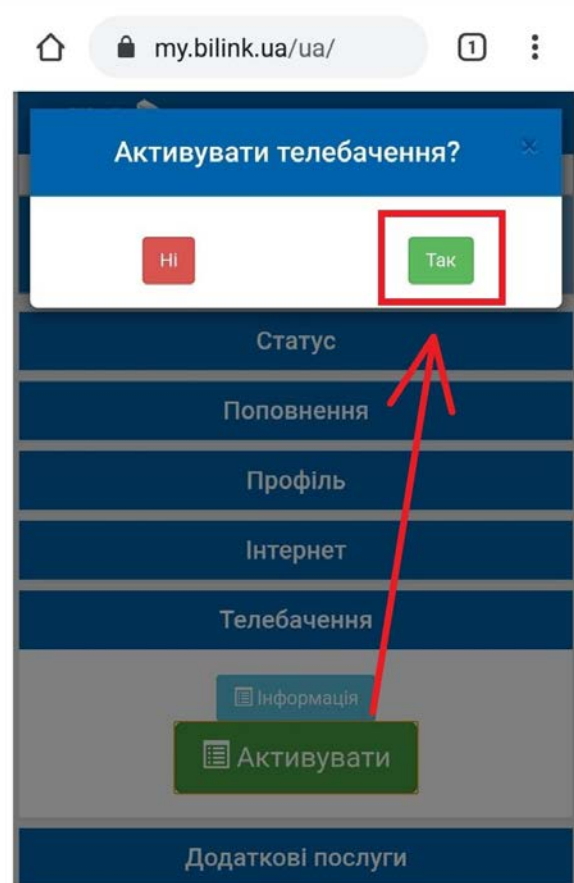 my.bilink.ua/ua/
1
Активувати телебачення?
×
Ні
Так
Статус
Поповнення
Профіль
Інтернет
Телебачення
Інформація
Активувати
Додаткові послуги